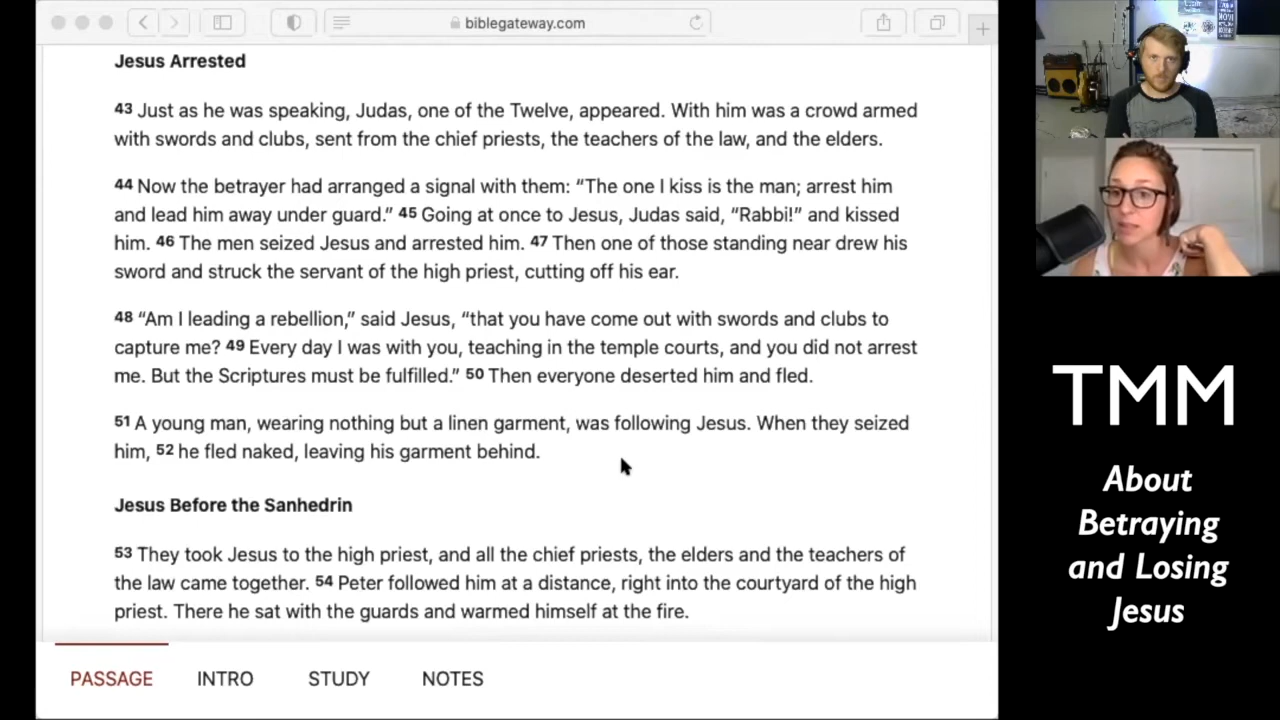 biblegateway.com
Jesus Arrested
43 Just as he was speaking, Judas, one of the Twelve, appeared. With him was a crowd armed
with swords and clubs, sent from the chief priests, the teachers of the law, and the elders.
44 Now the betrayer had arranged a signal with them: “The one I kiss is the man; arrest him
and lead him away under guard.” 45 Going at once to Jesus, Judas said, “Rabbi!” and kissed
him. 46 The men seized Jesus and arrested him. 47 Then one of those standing near drew his
sword and struck the servant of the high priest, cutting off his ear.
48 “Am I leading a rebellion,” said Jesus, “that you have come out with swords and clubs to
capture me? 49 Every day I was with you, teaching in the temple courts, and you did not arrest
me. But the Scriptures must be fulfilled.” 50 Then everyone deserted him and fled.
51 A young man, wearing nothing but a linen garment, was following Jesus. When they seized
him, 52 he fled naked, leaving his garment behind.
Jesus Before the Sanhedrin
53 They took Jesus to the high priest, and all the chief priests, the elders and the teachers of
the law came together. 54 Peter followed him at a distance, right into the courtyard of the high
priest. There he sat with the guards and warmed himself at the fire.
PASSAGE INTRO STUDY NOTES
TMM
About
Betraying
and Losing
Jesus